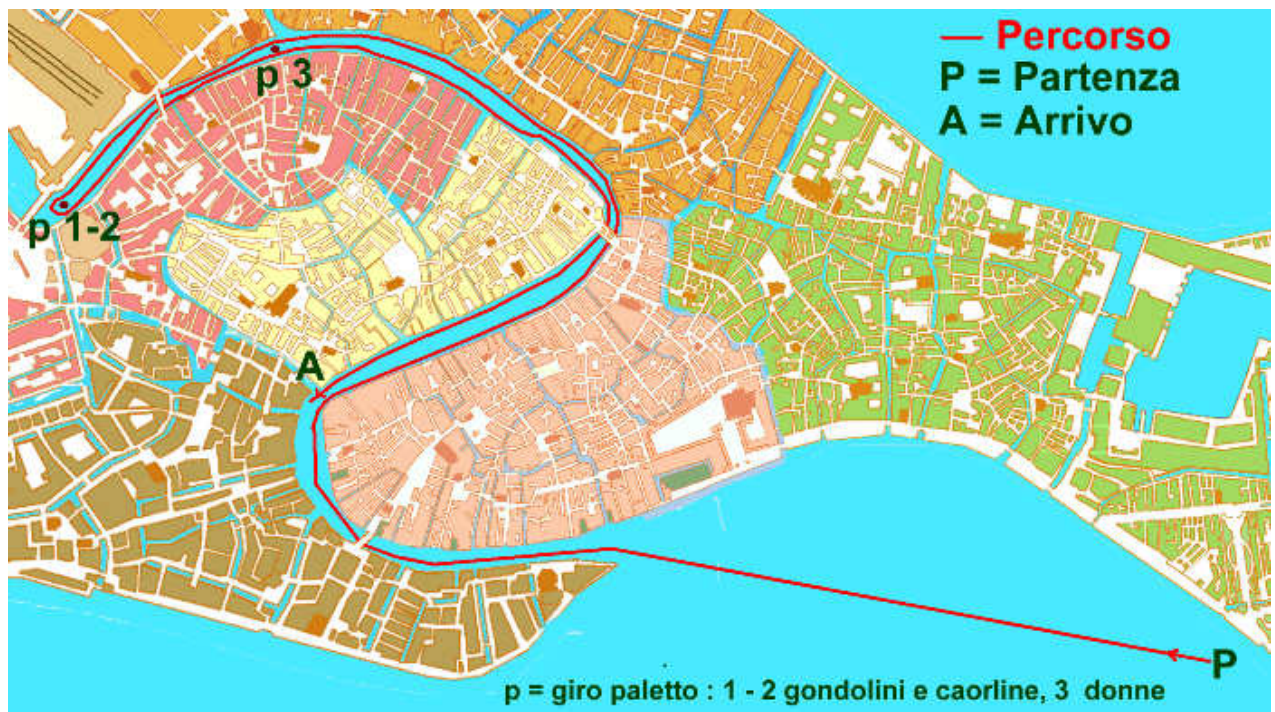 — Percorso
P = Partenza
A = Arrivo
p 3
p 1-2
A
P
p = giro paletto : 1 - 2 gondolini e caorline, 3 donne